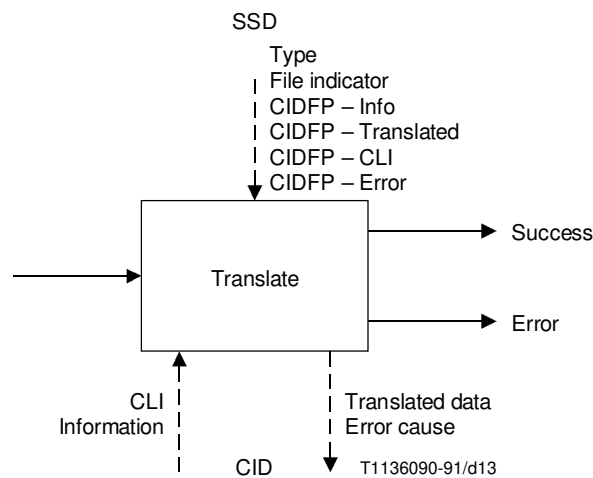 SSD
Type
File indicator
CIDFP – Info
CIDFP – Translated
CIDFP – CLI
CIDFP – Error
Translate
Success
Error
CLI
Information
Translated data
Error cause
CID
T1136090-91/d13